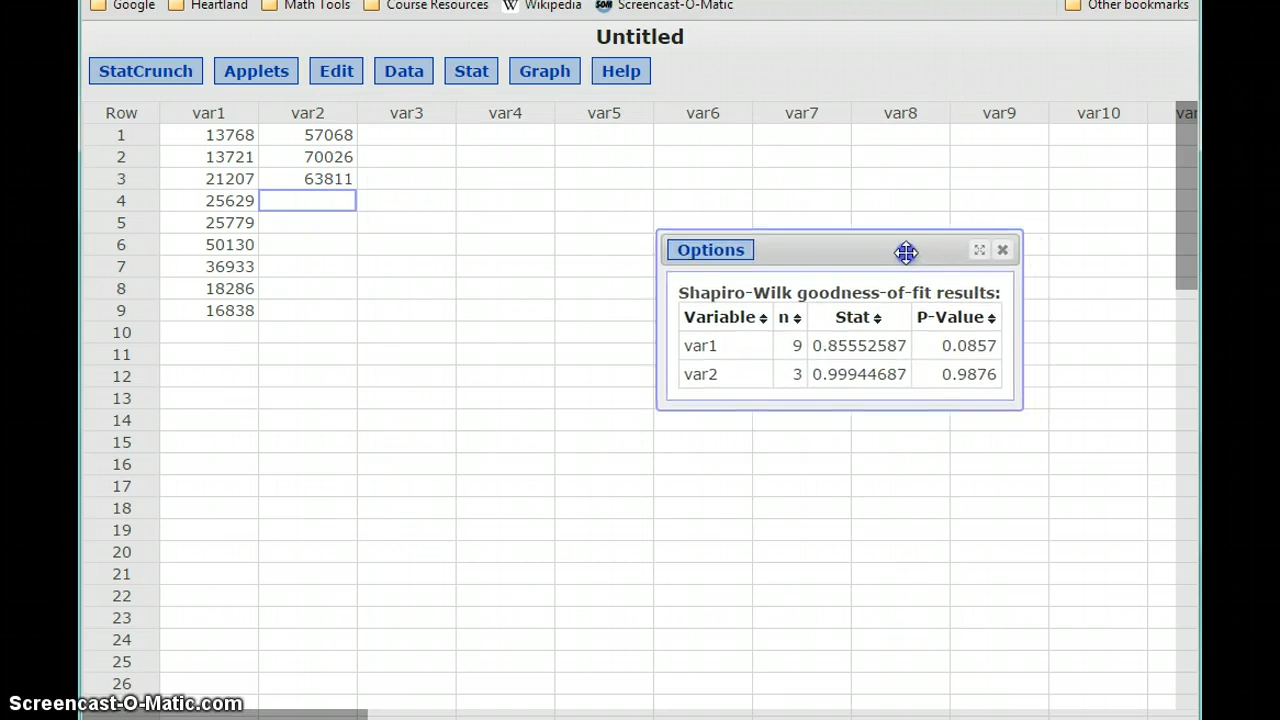 Google Heartland Math Tools Course Resources W Wikipedia SOM Screencast-O-Matic Other bookmarks
Untitled
StatCrunch Applets Edit Data Stat Graph Help
Row var1 var2 var3 var4 var5 var6 var7 var8 var9 var10 var
1 13768 57068
2 13721 70026
3 21207 63811
4 25629
5 25779
6 50130
7 36933
8 18286
9 16838
10
11
12
13
14
15
16
17
18
19
20
21
22
23
24
25
26
Options
Shapiro-Wilk goodness-of-fit results:
Variable n Stat P-Value
var1 9 0.85552587 0.0857
var2 3 0.99944687 0.9876
Screencast-O-Matic.com